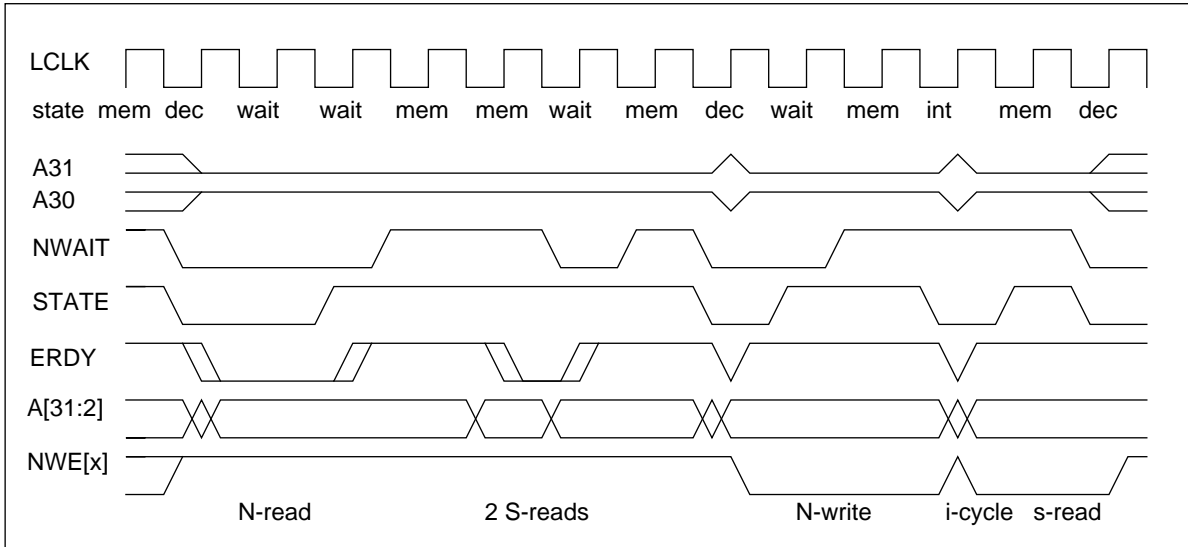 LCLK
state mem dec wait wait mem mem wait mem dec wait mem int mem dec
A31
A30
NWAIT
STATE
ERDY
A[31:2]
NWE[x]
N-read 2 S-reads N-write i-cycle s-read